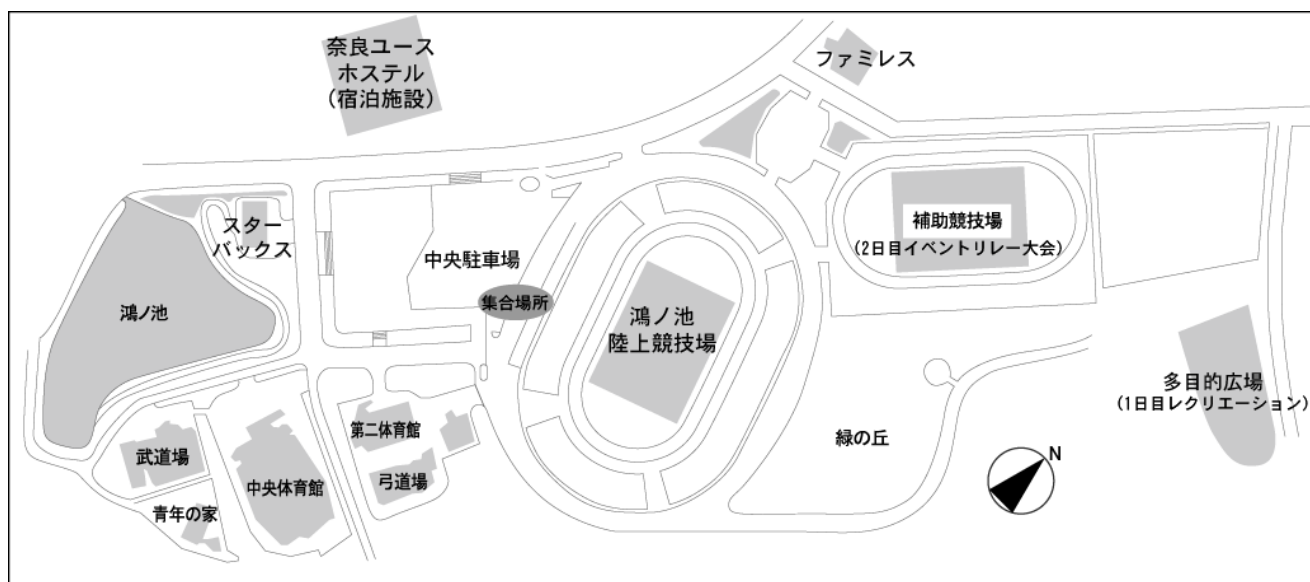 奈良ユース
ホステル
(宿泊施設)
ファミレス
スター
バックス
中央駐車場
補助競技場
(2日目イベントリレー大会)
集合場所
鴻ノ池
鴻ノ池
陸上競技場
多目的広場
(1日目レクリエーション)
第二体育館
緑の丘
武道場
中央体育館
弓道場
青年の家
N